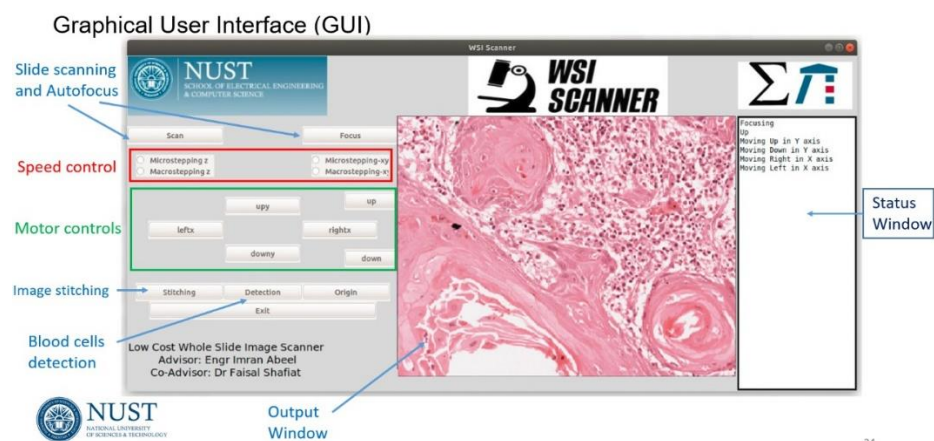 Graphical User Interface (GUI)
WSI Scanner
Slide scanning
and Autofocus
NUST
SCHOOL OF ELECTRICAL ENGINEERING
& COMPUTER SCIENCE
WSI
SCANNER
Σπ
Scan
Focus
Speed control
Microstepping z
Macrostepping z
Microstepping-xy
Macrostepping-xy
Motor controls
up
upy
leftx
rightx
downy
down
Image stitching
Stitching
Detection
Origin
Exit
Blood cells
detection
Low Cost Whole Slide Image Scanner
Advisor: Engr Imran Abeel
Co-Advisor: Dr Faisal Shafiat
Focusing
Up
Moving Up in Y axis
Moving Down in Y axis
Moving Right in X axis
Moving Left in X axis
Status
Window
Output
Window
NUST
NATIONAL UNIVERSITY
OF SCIENCES & TECHNOLOGY